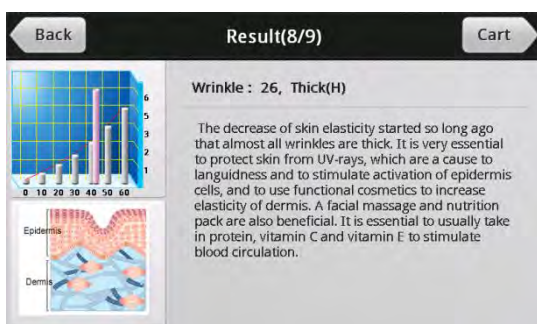 Back
Result(8/9)
Cart
Wrinkle : 26, Thick(H)
The decrease of skin elasticity started so long ago
that almost all wrinkles are thick. It is very essential
to protect skin from UV-rays, which are a cause to
languidness and to stimulate activation of epidermis
cells, and to use functional cosmetics to increase
elasticity of dermis. A facial massage and nutrition
pack are also beneficial. It is essential to usually take
in protein, vitamin C and vitamin E to stimulate
blood circulation.
6
5
3
2
1
0 10 20 30 40 50 60
Epidermis
Dermis